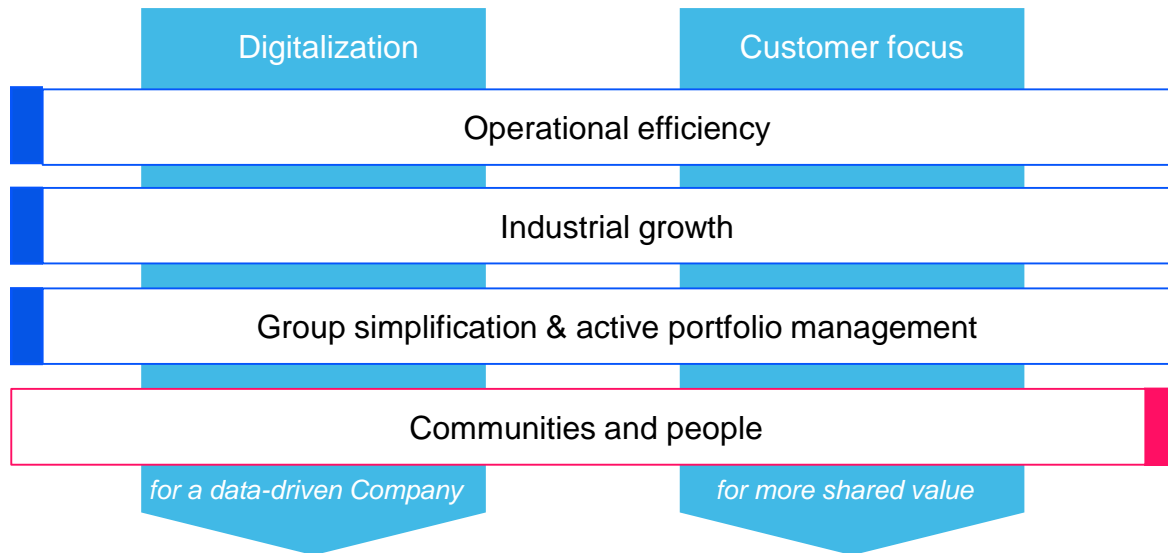 Digitalization
Customer focus
Operational efficiency
Industrial growth
Group simplification & active portfolio management
Communities and people
for a data-driven Company
for more shared value